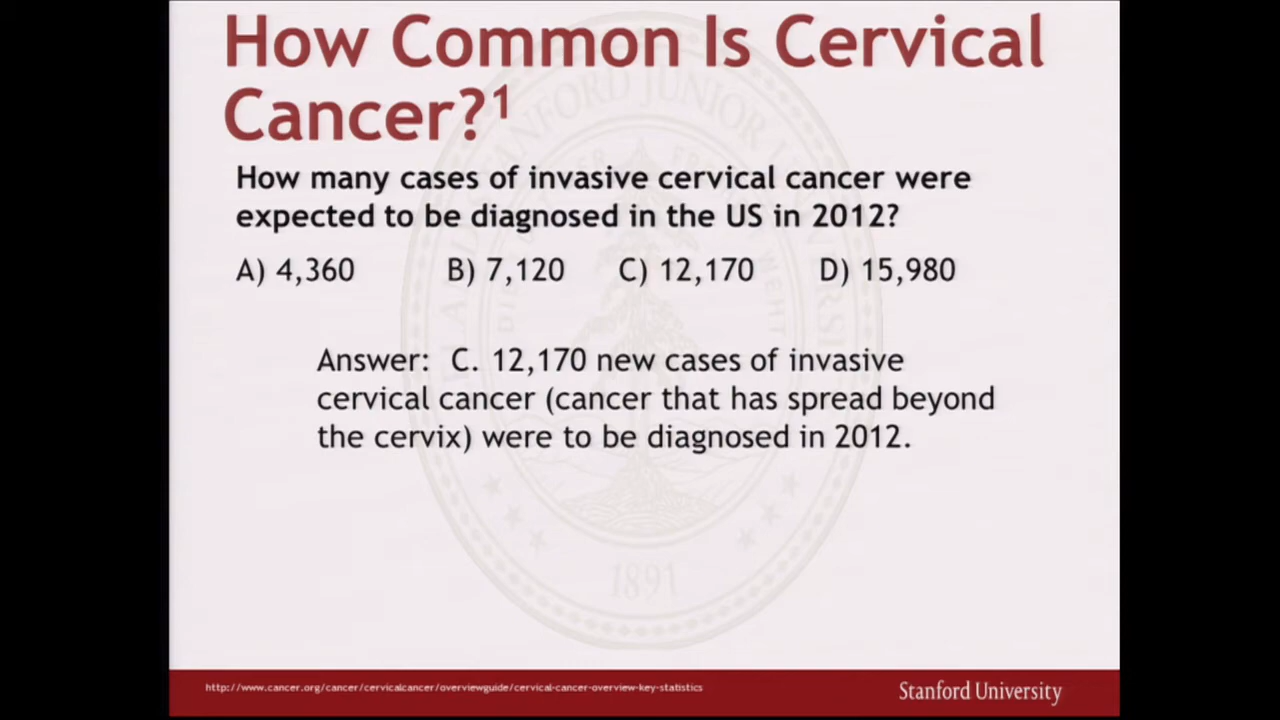 How Common Is Cervical
Cancer?¹
How many cases of invasive cervical cancer were
expected to be diagnosed in the US in 2012?
A) 4,360 B) 7,120 C) 12,170 D) 15,980
Answer: C. 12,170 new cases of invasive
cervical cancer (cancer that has spread beyond
the cervix) were to be diagnosed in 2012.
1891
http://www.cancer.org/cancer/cervicalcancer/overviewguide/cervical-cancer-overview-key-statistics
Stanford University